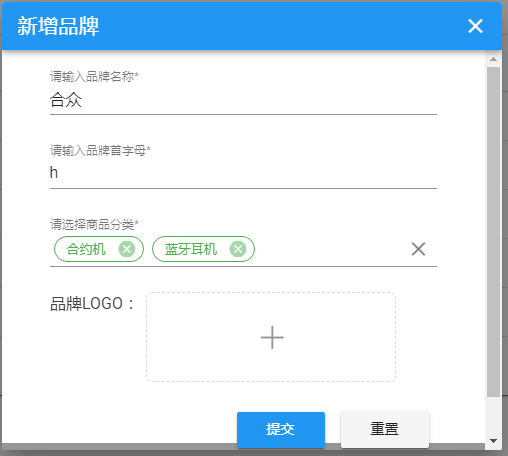 新增品牌
请输入品牌名称*
合众
请输入品牌首字母*
h
请选择商品分类*
合约机 蓝牙耳机
品牌LOGO：
提交 重置